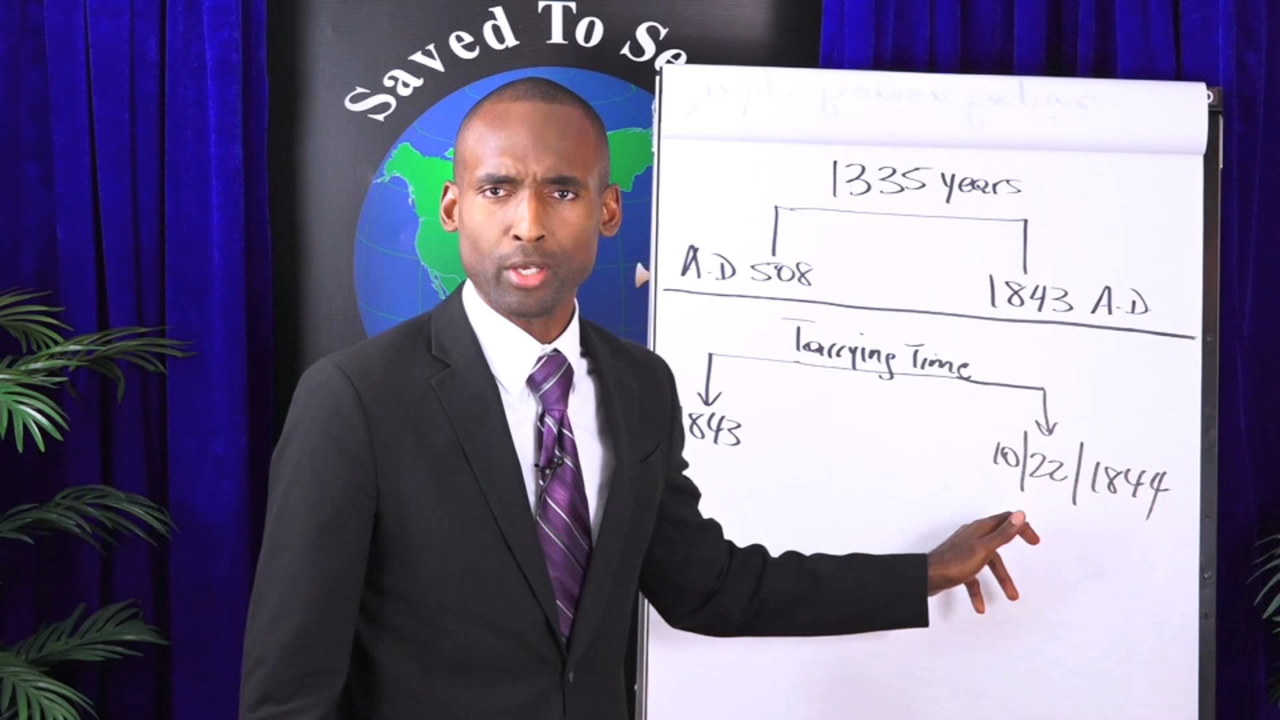 Saved To Se
1335 years
A.D 508
1843 A.D.
Tarrying Time
843
10/22/1844